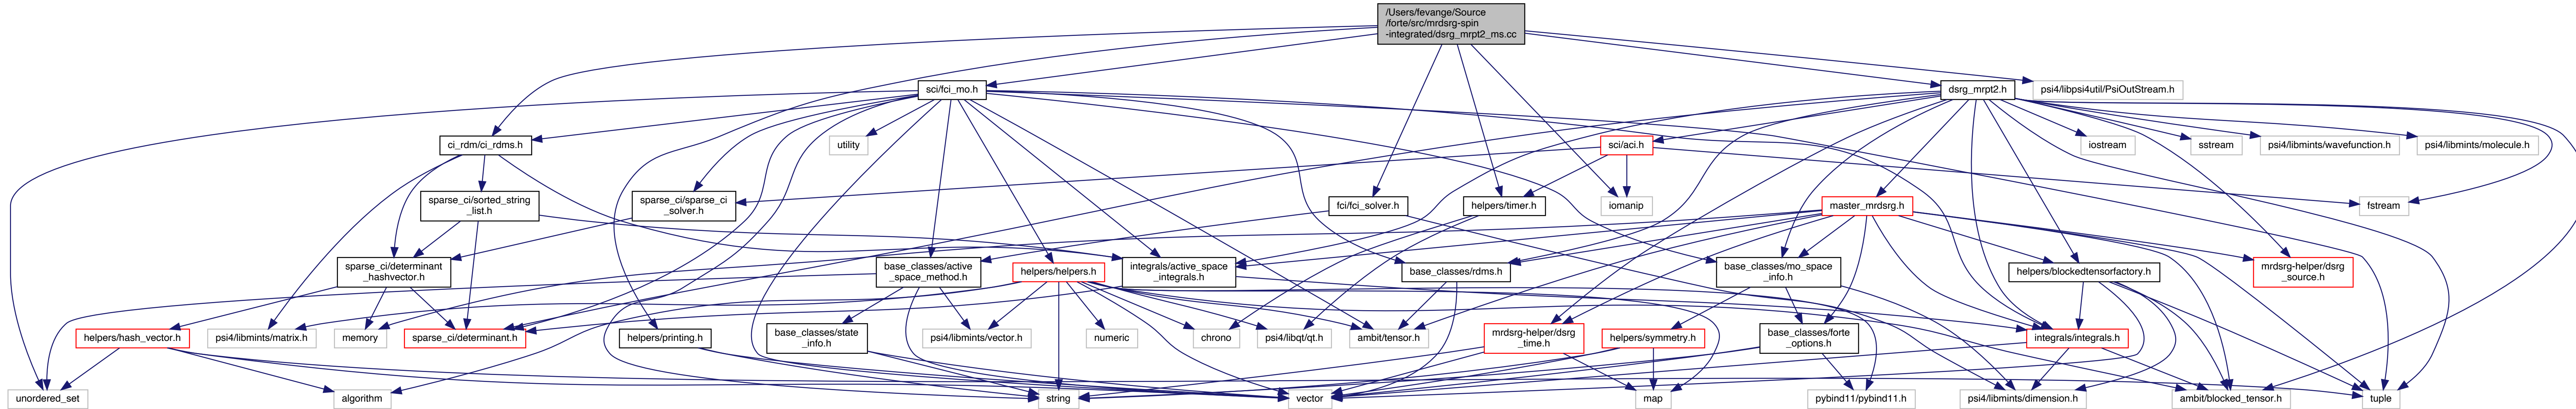 /Users/fevange/Source
/forte/src/mrdsrg-spin
-integrated/dsrg_mrpt2_ms.cc
sci/fci_mo.h
dsrg_mrpt2.h
psi4/libpsi4util/PsiOutStream.h
ci_rdm/ci_rdms.h
utility
sci/aci.h
iostream
sstream
psi4/libmints/wavefunction.h
psi4/libmints/molecule.h
sparse_ci/sorted_string
_list.h
sparse_ci/sparse_ci
_solver.h
fci/fci_solver.h
helpers/timer.h
iomanip
master_mrdsrg.h
fstream
sparse_ci/determinant
_hashvector.h
base_classes/active
_space_method.h
helpers/helpers.h
integrals/active_space
_integrals.h
base_classes/rdms.h
base_classes/mo_space
_info.h
helpers/blockedtensorfactory.h
mrdsrg-helper/dsrg
_source.h
helpers/hash_vector.h
psi4/libmints/matrix.h
memory
sparse_ci/determinant.h
helpers/printing.h
base_classes/state
_info.h
psi4/libmints/vector.h
numeric
chrono
psi4/libqt/qt.h
ambit/tensor.h
mrdsrg-helper/dsrg
_time.h
helpers/symmetry.h
base_classes/forte
_options.h
integrals/integrals.h
unordered_set
algorithm
string
vector
map
pybind11/pybind11.h
psi4/libmints/dimension.h
ambit/blocked_tensor.h
tuple